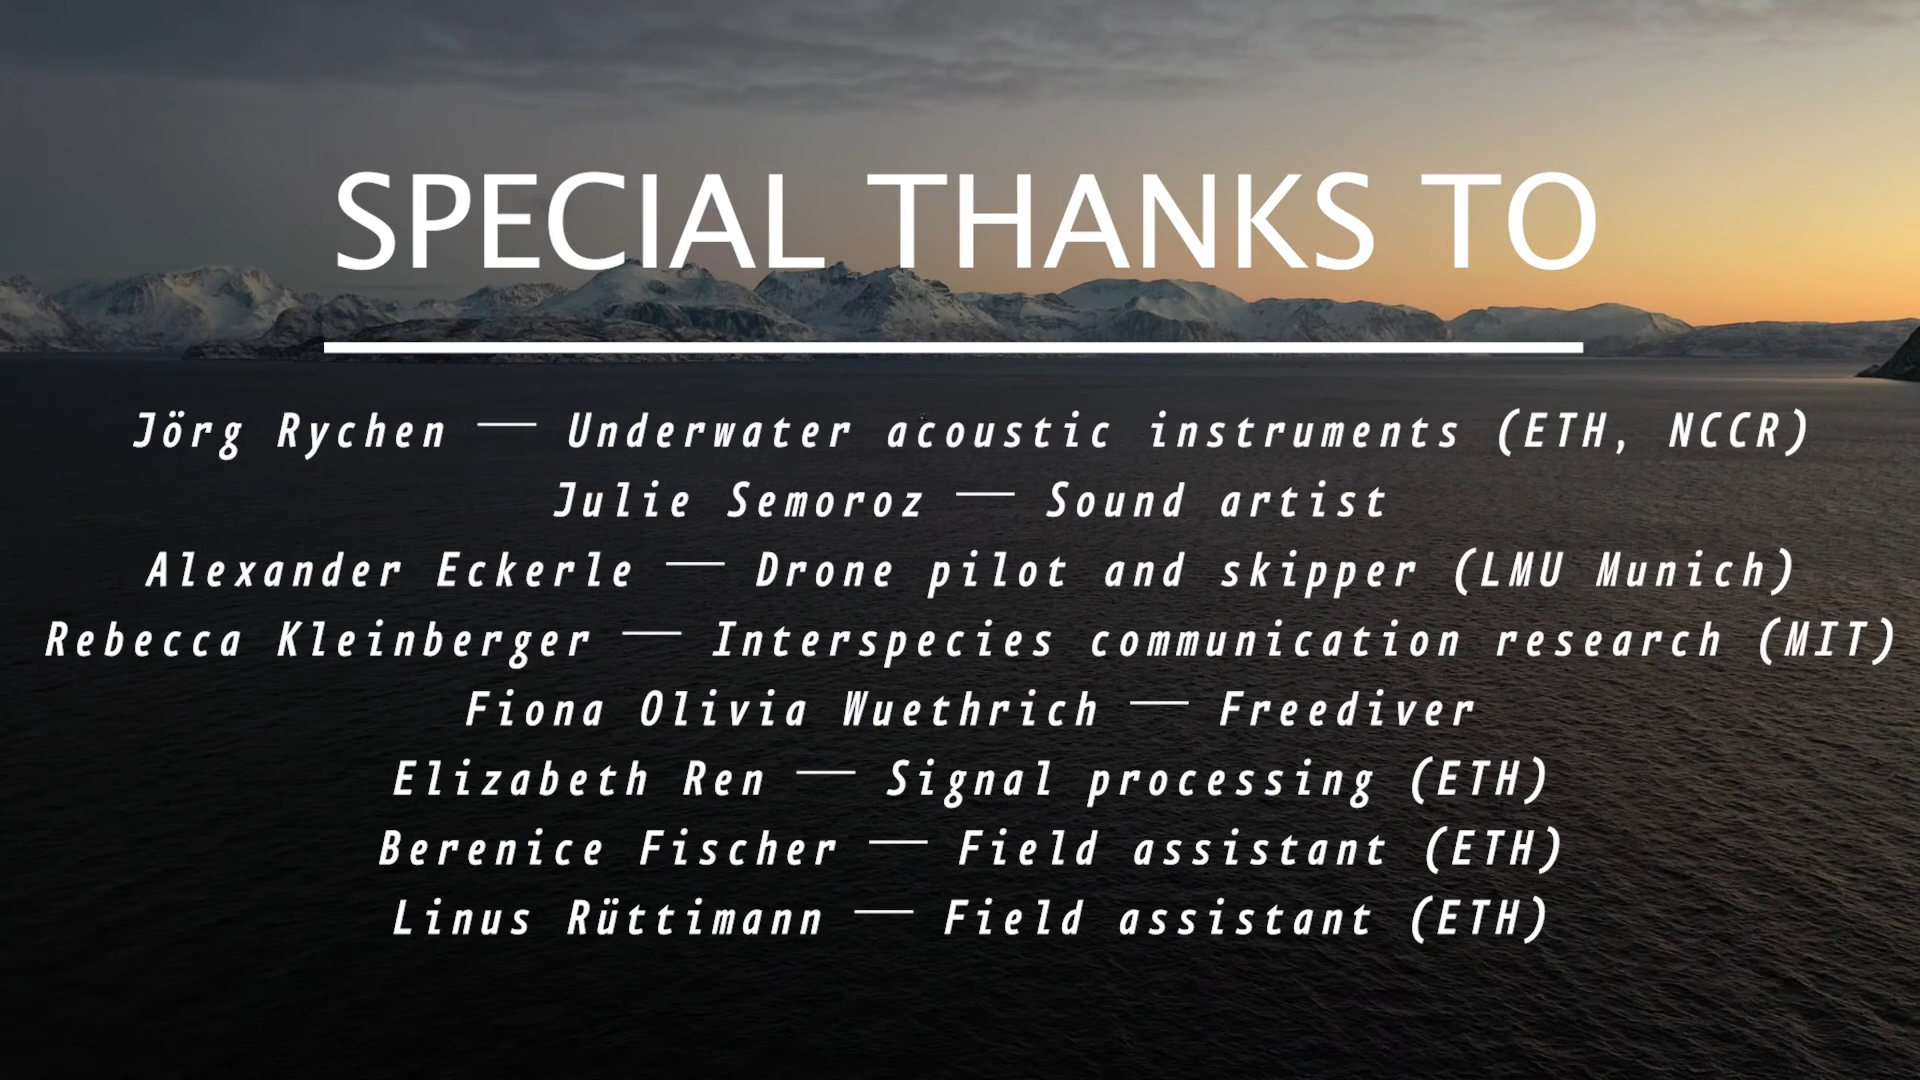 SPECIAL THANKS TO
Jörg Rychen — Underwater acoustic instruments (ETH, NCCR)
Julie Semoroz — Sound artist
Alexander Eckerle — Drone pilot and skipper (LMU Munich)
Rebecca Kleinberger — Interspecies communication research (MIT)
Fiona Olivia Wuethrich — Freediver
Elizabeth Ren — Signal processing (ETH)
Berenice Fischer — Field assistant (ETH)
Linus Rüttimann — Field assistant (ETH)